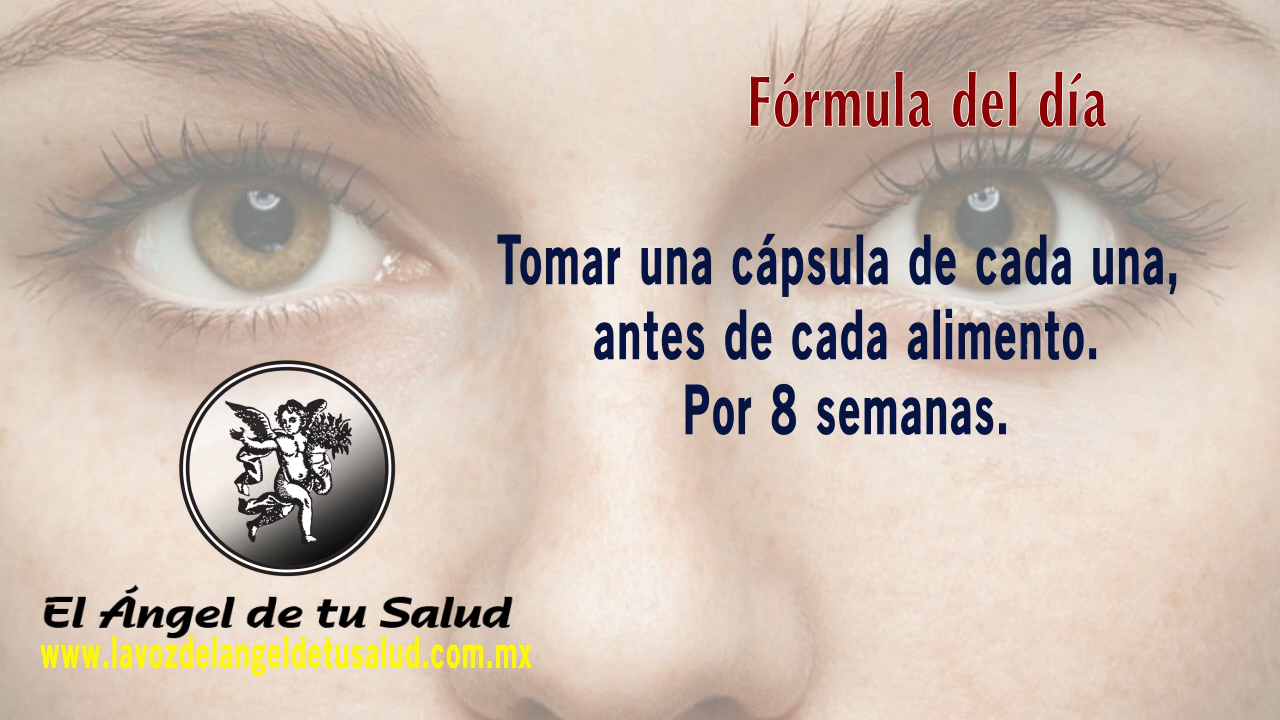 Fórmula del día
Tomar una cápsula de cada una,
antes de cada alimento.
Por 8 semanas.
El Ángel de tu Salud
www.lavozdelangeldetusalud.com.mx